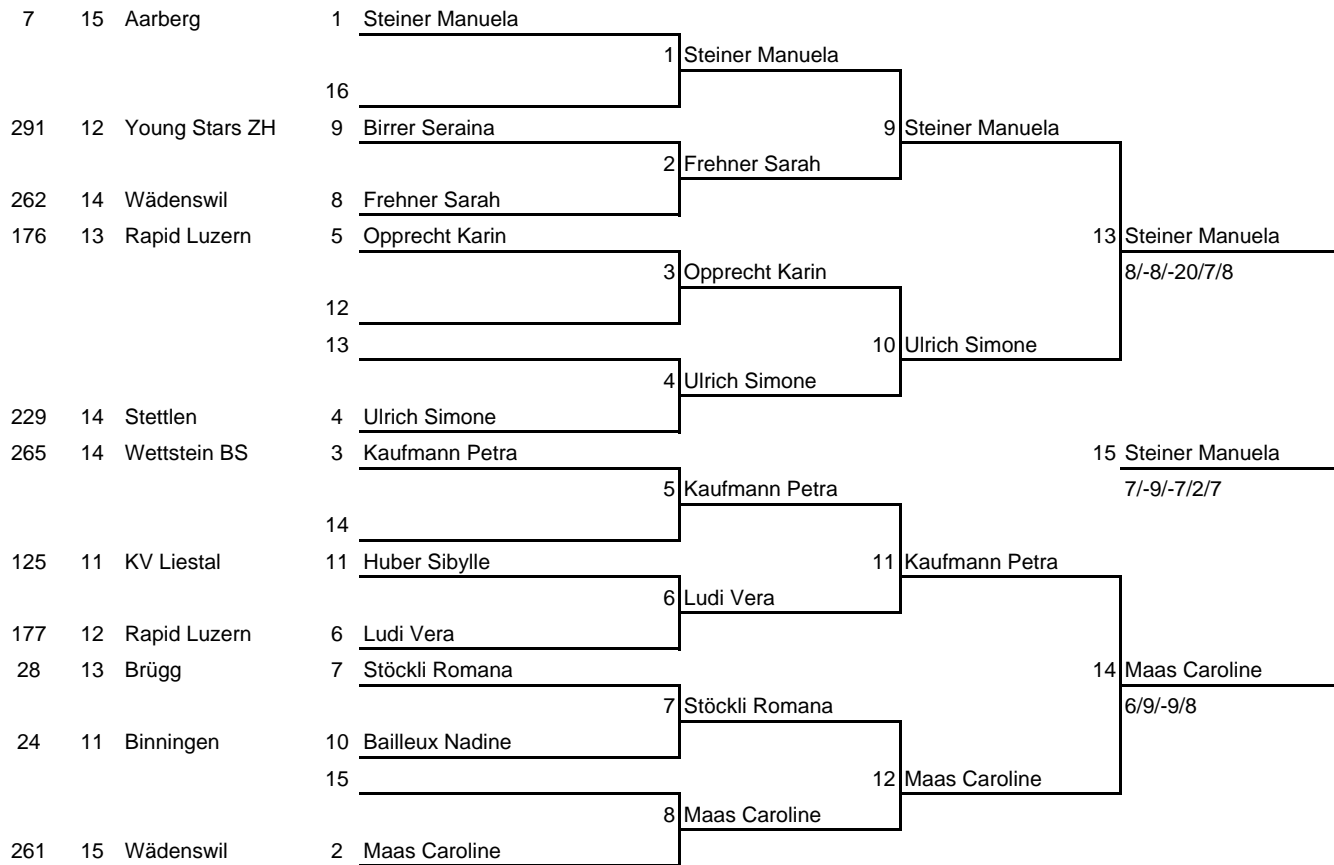 7 15 Aarberg 1 Steiner Manuela
1 Steiner Manuela
16
291 12 Young Stars ZH 9 Birrer Seraina 9 Steiner Manuela
2 Frehner Sarah
262 14 Wädenswil 8 Frehner Sarah
176 13 Rapid Luzern 5 Opprecht Karin 13 Steiner Manuela
3 Opprecht Karin 8/-8/-20/7/8
12
13 10 Ulrich Simone
4 Ulrich Simone
229 14 Stettlen 4 Ulrich Simone
265 14 Wettstein BS 3 Kaufmann Petra 15 Steiner Manuela
5 Kaufmann Petra 7/-9/-7/2/7
14
125 11 KV Liestal 11 Huber Sibylle 11 Kaufmann Petra
6 Ludi Vera
177 12 Rapid Luzern 6 Ludi Vera
28 13 Brügg 7 Stöckli Romana 14 Maas Caroline
7 Stöckli Romana 6/9/-9/8
24 11 Binningen 10 Bailleux Nadine
15 12 Maas Caroline
8 Maas Caroline
261 15 Wädenswil 2 Maas Caroline